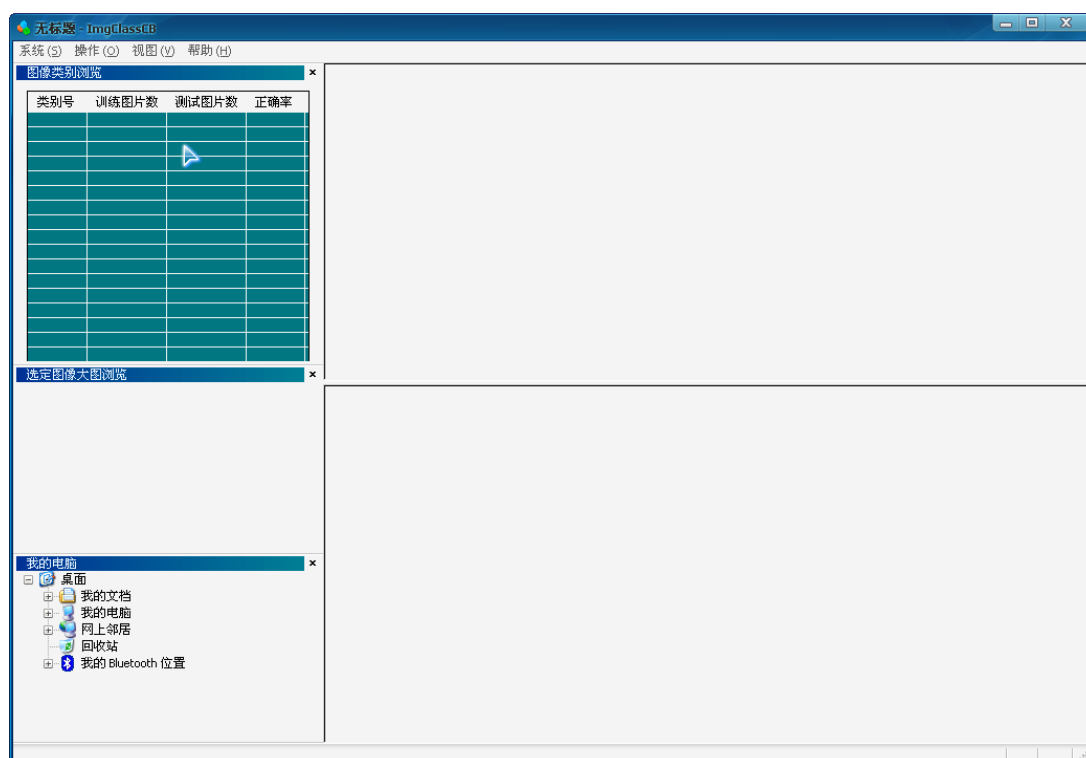 无标题 - ImgClassCB
系统(S) 操作(O) 视图(V) 帮助(H)
图像类别浏览
类别号 训练图片数 测试图片数 正确率
选定图像大图浏览
我的电脑
桌面
我的文档
我的电脑
网上邻居
回收站
我的 Bluetooth 位置